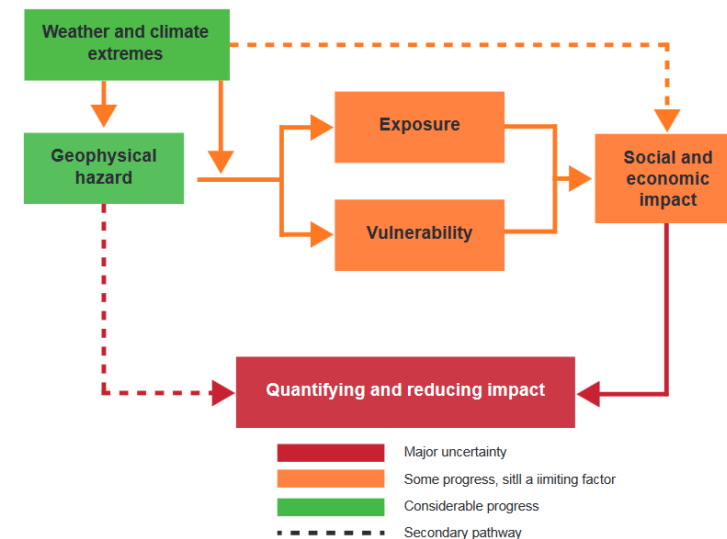 Weather and climate
extremes
Geophysical
hazard
Exposure
Vulnerability
Social and
economic
impact
Quantifying and reducing impact
Major uncertainty
Some progress, sitll a iimiting factor
Considerable progress
Secondary pathway